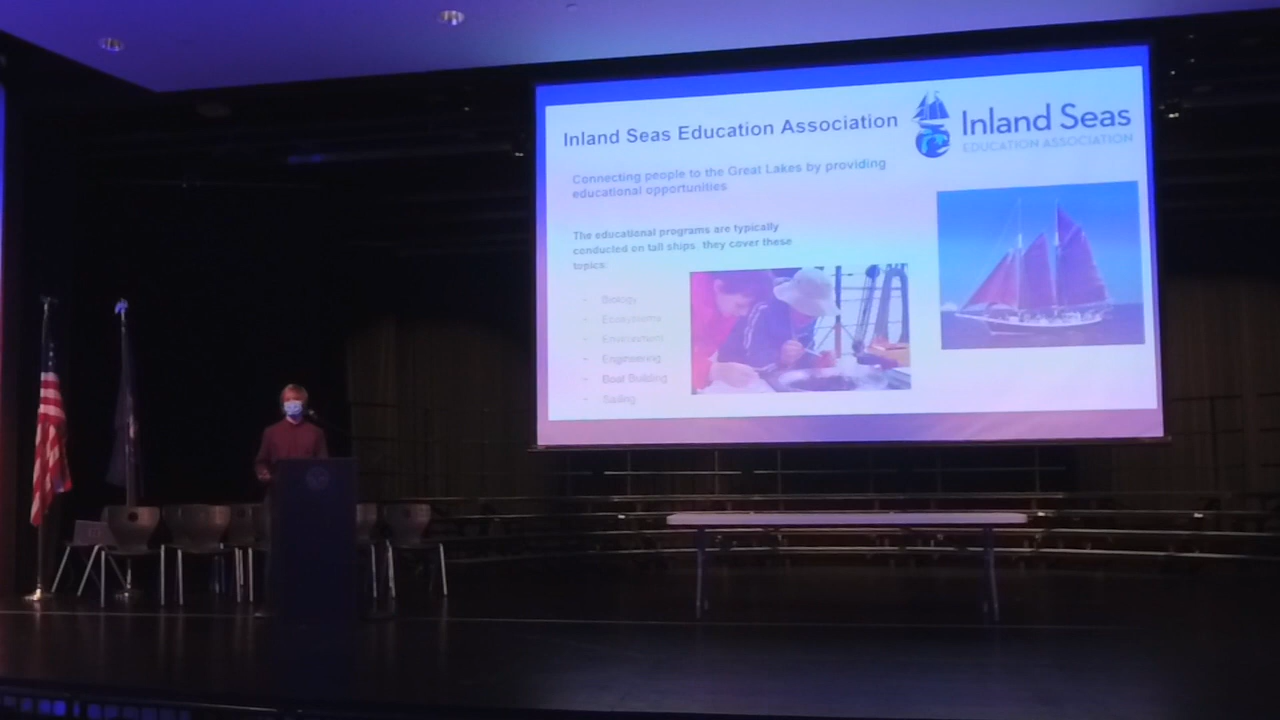 Inland Seas Education Association
Inland Seas
EDUCATION ASSOCIATION
Connecting people to the Great Lakes by providing
educational opportunities
The educational programs are typically
conducted on tall ships they cover these
topics:
- Biology
- Ecosystems
- Environment
- Engineering
- Boat Building
- Sailing